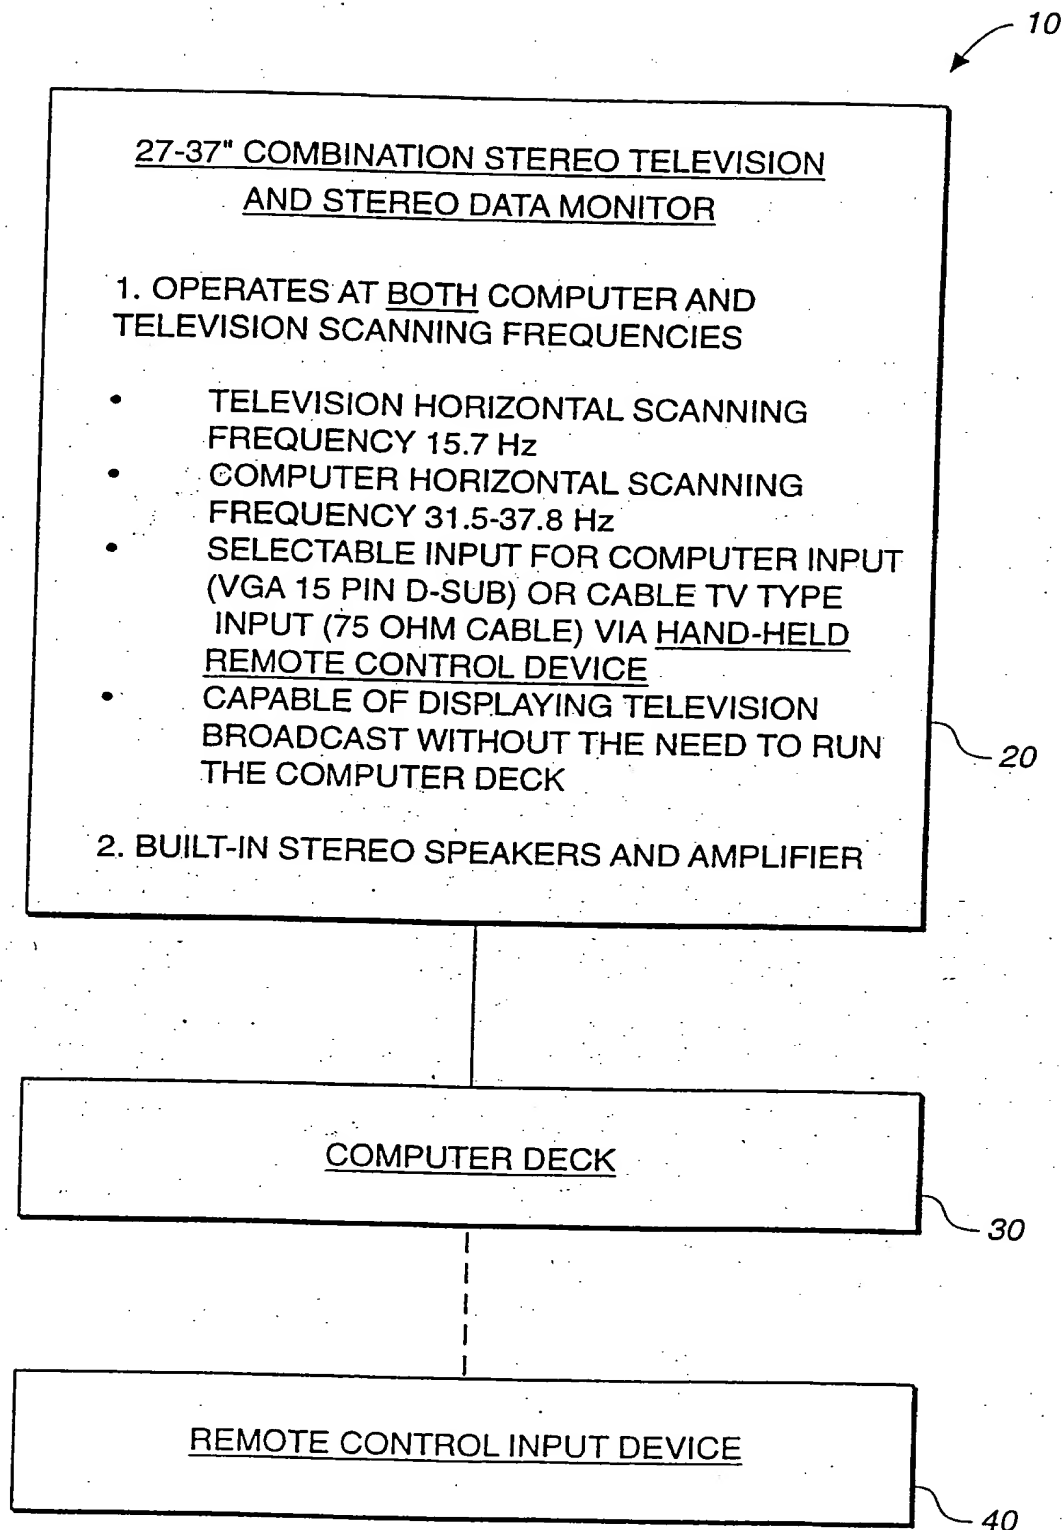 10
27-37" COMBINATION STEREO TELEVISION
AND STEREO DATA MONITOR
1. OPERATES AT BOTH COMPUTER AND
TELEVISION SCANNING FREQUENCIES
• TELEVISION HORIZONTAL SCANNING
FREQUENCY 15.7 Hz
• COMPUTER HORIZONTAL SCANNING
FREQUENCY 31.5-37.8 Hz
• SELECTABLE INPUT FOR COMPUTER INPUT
(VGA 15 PIN D-SUB) OR CABLE TV TYPE
INPUT (75 OHM CABLE) VIA HAND-HELD
REMOTE CONTROL DEVICE
• CAPABLE OF DISPLAYING TELEVISION
BROADCAST WITHOUT THE NEED TO RUN
THE COMPUTER DECK
20
2. BUILT-IN STEREO SPEAKERS AND AMPLIFIER
COMPUTER DECK
30
REMOTE CONTROL INPUT DEVICE
40